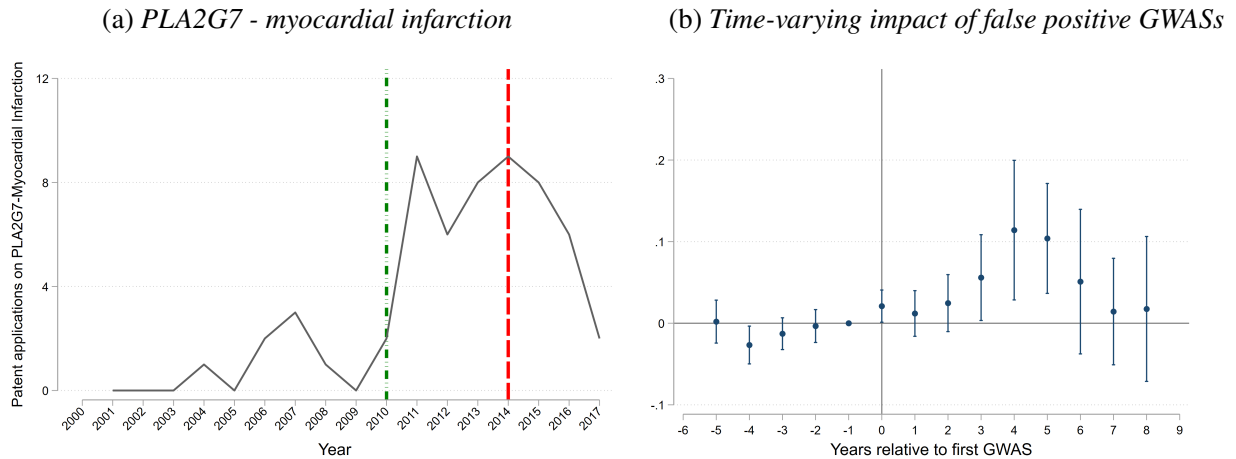 (a) PLA2G7 - myocardial infarction
Patent applications on PLA2G7-Myocardial Infarction
12
8
4
0
2000 2001 2002 2003 2004 2005 2006 2007 2008 2009 2010 2011 2012 2013 2014 2015 2016 2017
Year
(b) Time-varying impact of false positive GWASs
.3
.2
.1
0
-.1
-6 -5 -4 -3 -2 -1 0 1 2 3 4 5 6 7 8 9
Years relative to first GWAS